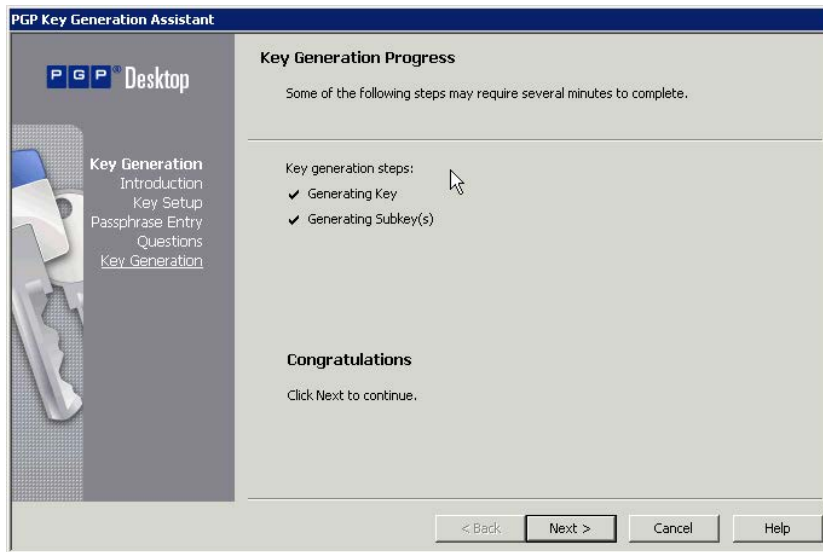 PGP Key Generation Assistant
PGP® Desktop
Key Generation
Introduction
Key Setup
Passphrase Entry
Questions
Key Generation
Key Generation Progress
Some of the following steps may require several minutes to complete.
Key generation steps:
✔ Generating Key
✔ Generating Subkey(s)
Congratulations
Click Next to continue.
< Back Next > Cancel Help